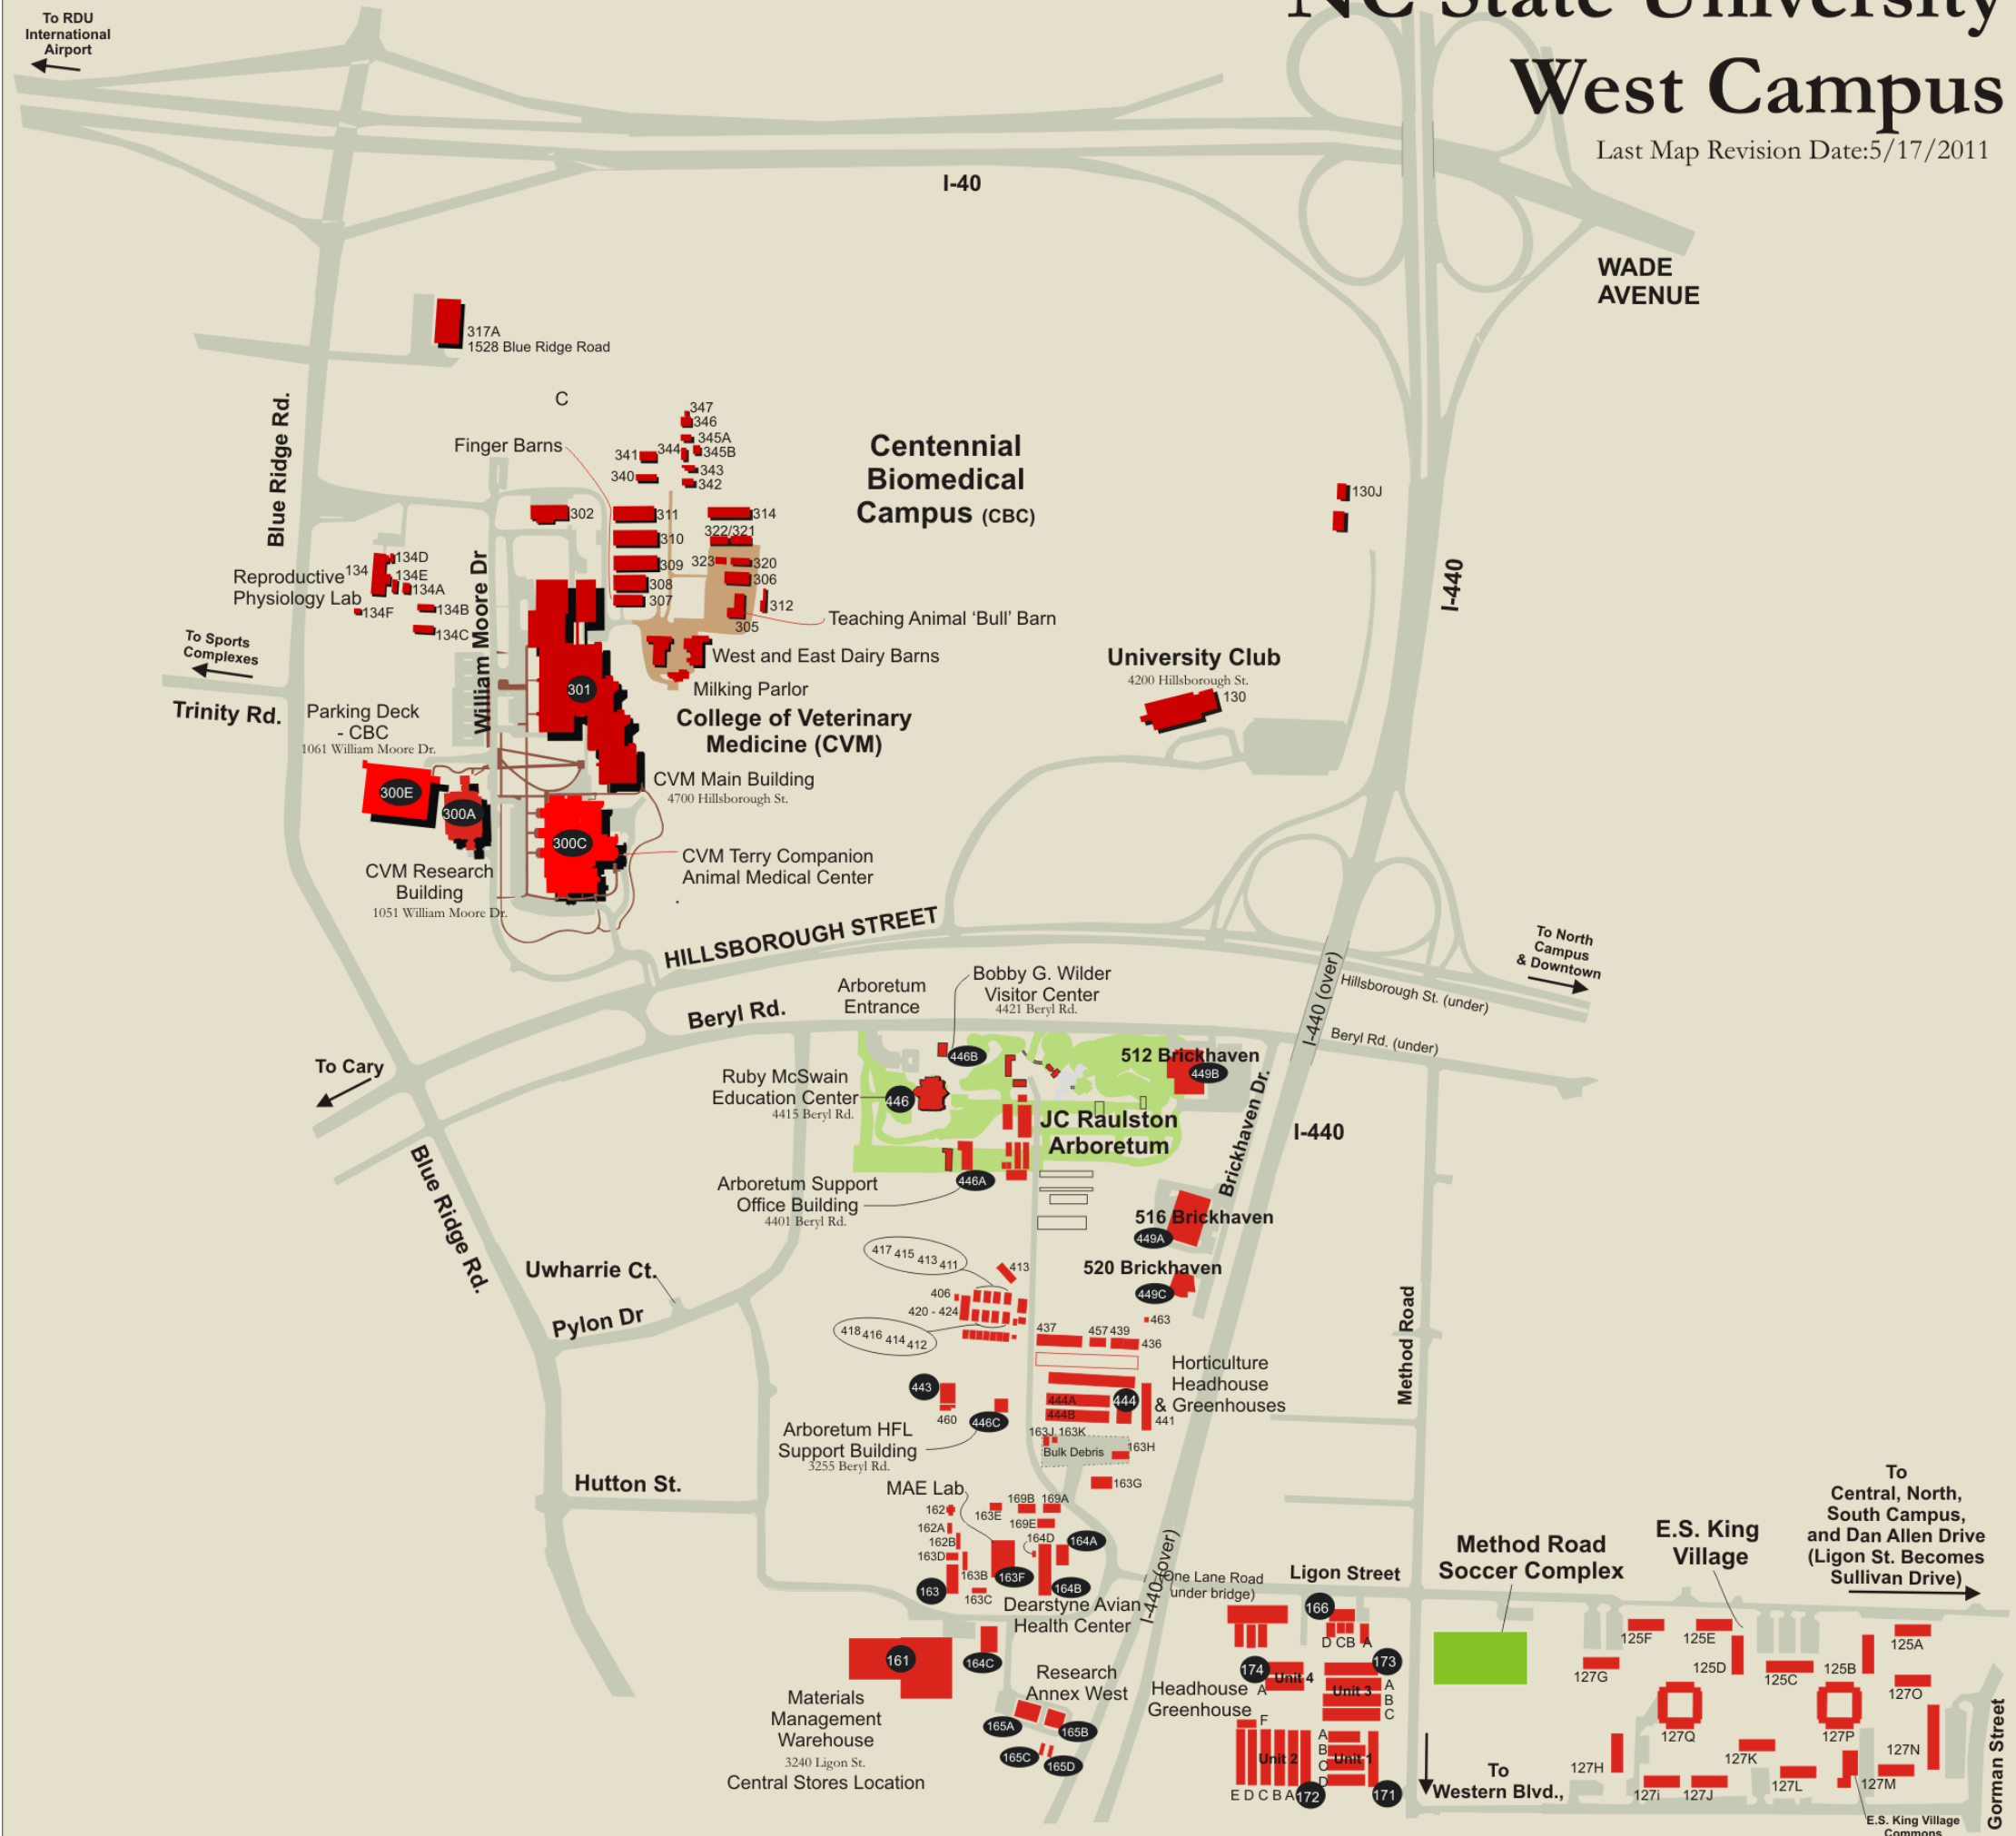 NC State University
West Campus
Last Map Revision Date:5/17/2011
To RDU
International
Airport
I-40
WADE
AVENUE
317A
1528 Blue Ridge Road
Blue Ridge Rd.
C
Finger Barns
347
346
345A
344
345B
341
343
340
342
Centennial
Biomedical
Campus (CBC)
302
311
314
310
322/321
309
323
320
308
306
307
312
305
130J
I-440
134D
134
134E
134A
134B
134F
134C
Reproductive
Physiology Lab
William Moore Dr
To Sports
Complexes
Trinity Rd.
Teaching Animal ‘Bull’ Barn
West and East Dairy Barns
Milking Parlor
301
College of Veterinary
Medicine (CVM)
University Club
4200 Hillsborough St.
130
Parking Deck
- CBC
1061 William Moore Dr.
300E
300A
300C
CVM Main Building
4700 Hillsborough St.
CVM Terry Companion
Animal Medical Center
.
CVM Research
Building
1051 William Moore Dr.
HILLSBOROUGH STREET
To North
Campus
& Downtown
I-440 (over)
Hillsborough St. (under)
Beryl Rd. (under)
Beryl Rd.
Arboretum
Entrance
Bobby G. Wilder
Visitor Center
4421 Beryl Rd.
446B
512 Brickhaven
449B
To Cary
Ruby McSwain
Education Center
4415 Beryl Rd.
446
JC Raulston
Arboretum
Brickhaven Dr.
I-440
Blue Ridge Rd.
446A
Arboretum Support
Office Building
4401 Beryl Rd.
516 Brickhaven
449A
417 415 413 411
413
520 Brickhaven
449C
Uwharrie Ct.
Pylon Dr
406
420 - 424
418 416 414 412
463
437
457 439
436
Method Road
Horticulture
Headhouse
& Greenhouses
443
460
446C
444A
444
444B
441
Arboretum HFL
Support Building
3255 Beryl Rd.
163J 163K
Bulk Debris
163H
163G
Hutton St.
MAE Lab
162
163E
169B 169A
162A
169E
162B
164D
164A
163D
163B
163F
164B
163
163C
Dearstyne Avian
Health Center
I-440 (over)
(One Lane Road
under bridge)
Ligon Street
Method Road
Soccer Complex
E.S. King
Village
To
Central, North,
South Campus,
and Dan Allen Drive
(Ligon St. Becomes
Sullivan Drive)
161
164C
Materials
Management
Warehouse
3240 Ligon St.
Central Stores Location
Research
Annex West
165A
165B
165C
165D
166
D CB A
174
Unit 4
A
173
Unit 3
A
B
C
Headhouse
Greenhouse
F
Unit 2
E D C B A
172
A
B
C
D
Unit 1
171
To
Western Blvd.,
125F
125E
125A
127G
125D
125C
125B
127O
127Q
127P
127K
127N
127H
127L
127M
127i
127J
E.S. King Village
Commons
Gorman Street